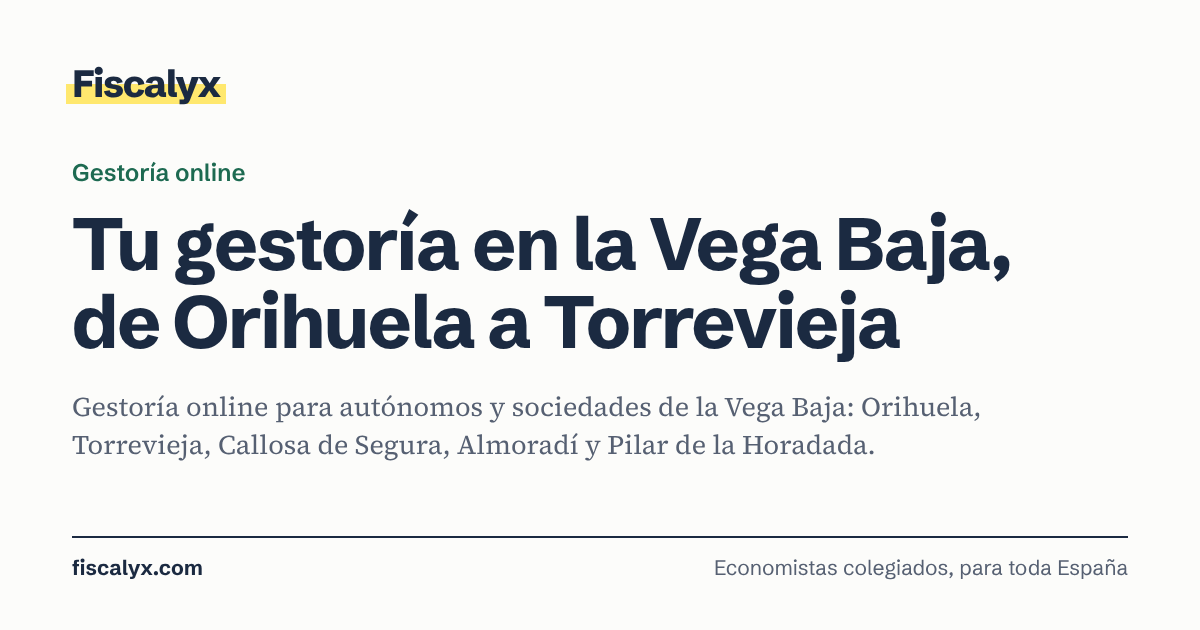 Fiscalyx
Gestoría online
Tu gestoría en la Vega Baja,
de Orihuela a Torrevieja
Gestoría online para autónomos y sociedades de la Vega Baja: Orihuela,
Torrevieja, Callosa de Segura, Almoradí y Pilar de la Horadada.
fiscalyx.com
Economistas colegiados, para toda España